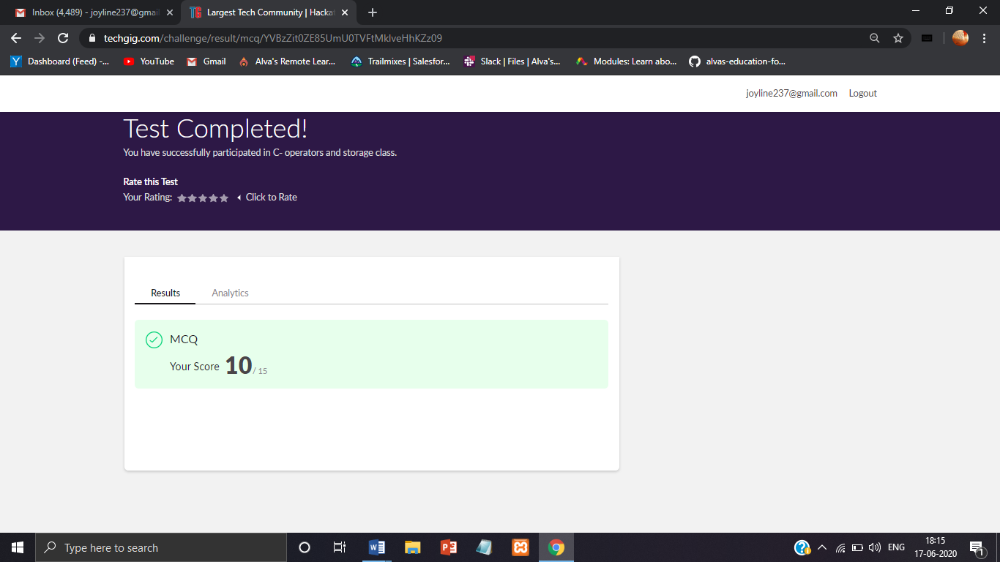 Inbox (4,489) - joyline237@gmail
Largest Tech Community | Hacka
techgig.com/challenge/result/mcq/YVBzZit0ZE85UmU0TVFtMklveHhKZz09
Dashboard (Feed) -... YouTube Gmail Alva's Remote Lear... Trailmixes | Salesfor... Slack | Files | Alva's... Modules: Learn abo... alvas-education-fo...
joyline237@gmail.com Logout
Test Completed!
You have successfully participated in C- operators and storage class.
Rate this Test
Your Rating: Click to Rate
Results Analytics
MCQ
Your Score 10 / 15
Type here to search
ENG
18:15
17-06-2020
1